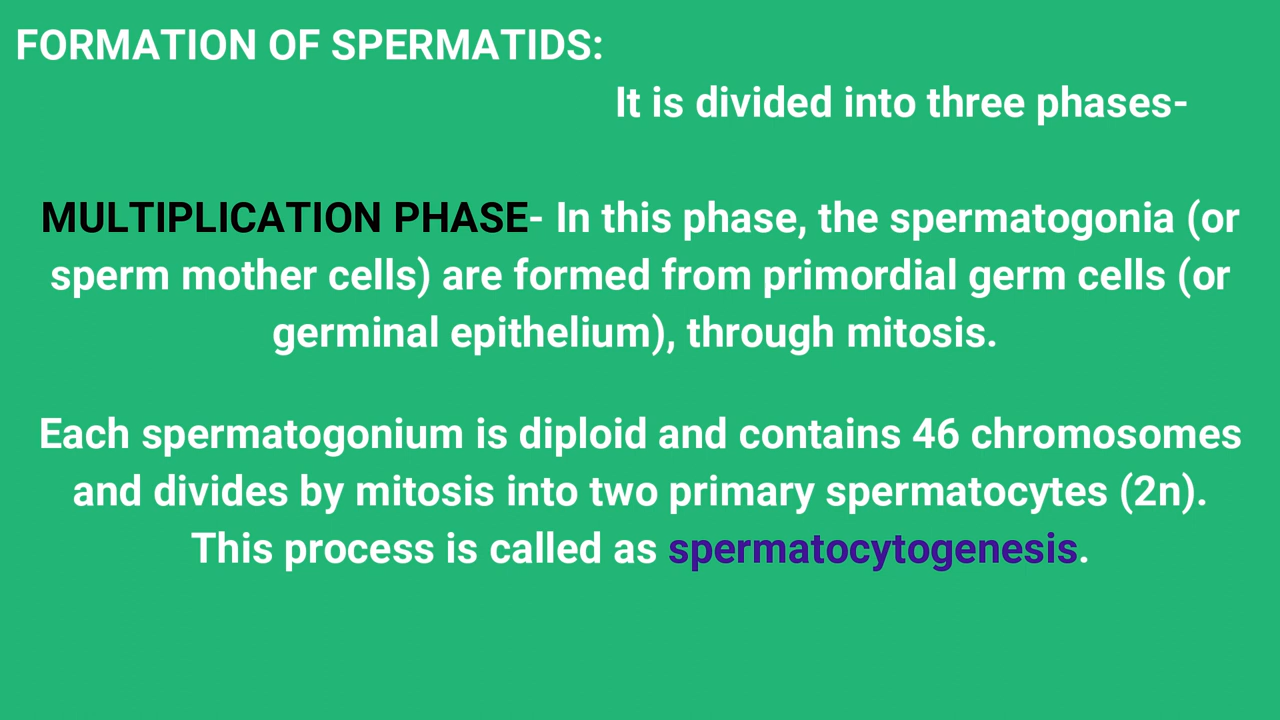 FORMATION OF SPERMATIDS:
It is divided into three phases-
MULTIPLICATION PHASE- In this phase, the spermatogonia (or
sperm mother cells) are formed from primordial germ cells (or
germinal epithelium), through mitosis.
Each spermatogonium is diploid and contains 46 chromosomes
and divides by mitosis into two primary spermatocytes (2n).
This process is called as spermatocytogenesis.